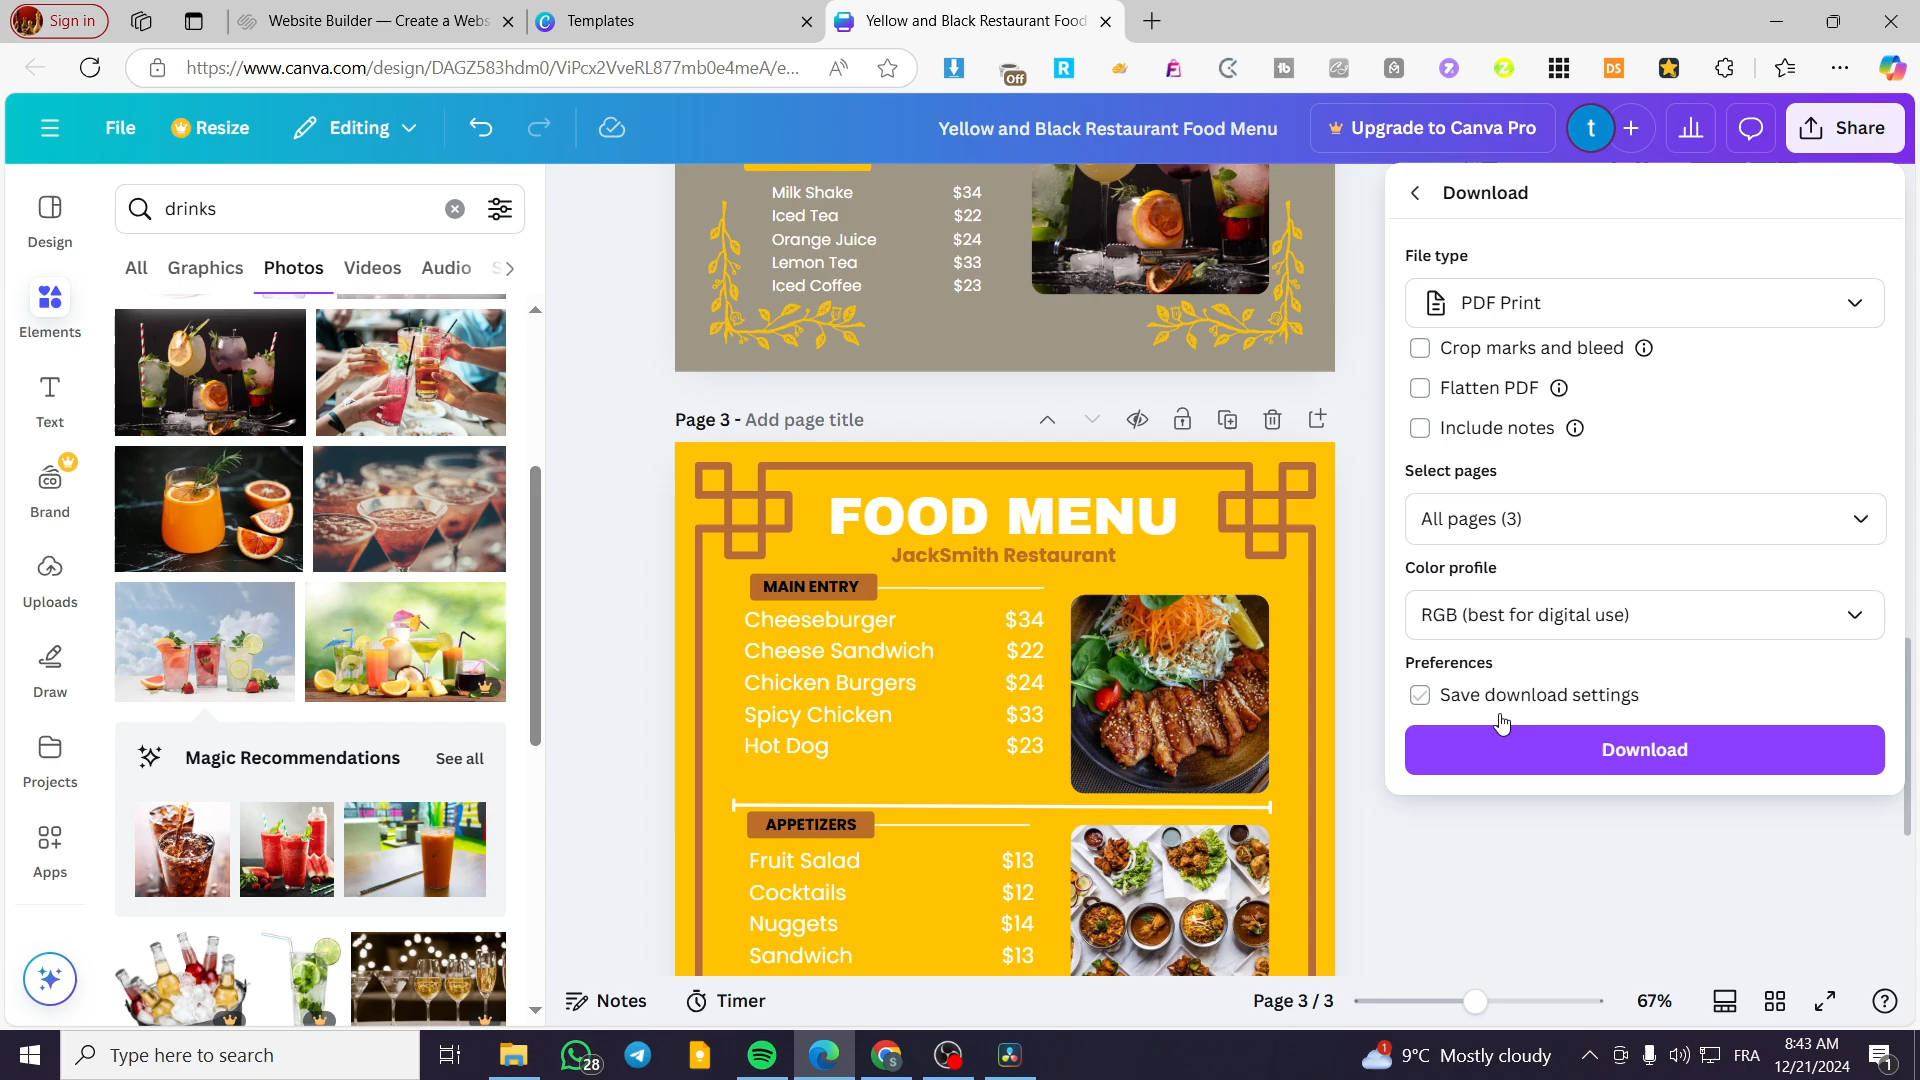 Sign in
Website Builder — Create a Webs
Templates
Yellow and Black Restaurant Food
https://www.canva.com/design/DAGZ583hdm0/ViPcx2VveRL877mb0e4meA/e...
Off
DS
File
Resize
Editing
Yellow and Black Restaurant Food Menu
Upgrade to Canva Pro
t
Share
Design
Elements
Text
Brand
Uploads
Draw
Projects
Apps
drinks
All
Graphics
Photos
Videos
Audio
Magic Recommendations
See all
Milk Shake $34
Iced Tea $22
Orange Juice $24
Lemon Tea $33
Iced Coffee $23
Page 3 - Add page title
FOOD MENU
JackSmith Restaurant
MAIN ENTRY
Cheeseburger $34
Cheese Sandwich $22
Chicken Burgers $24
Spicy Chicken $33
Hot Dog $23
APPETIZERS
Fruit Salad $13
Cocktails $12
Nuggets $14
Sandwich $13
Download
File type
PDF Print
Crop marks and bleed
Flatten PDF
Include notes
Select pages
All pages (3)
Color profile
RGB (best for digital use)
Preferences
Save download settings
Download
Notes
Timer
Page 3 / 3
67%
Type here to search
28
1
9°C Mostly cloudy
FRA
8:43 AM
12/21/2024
1